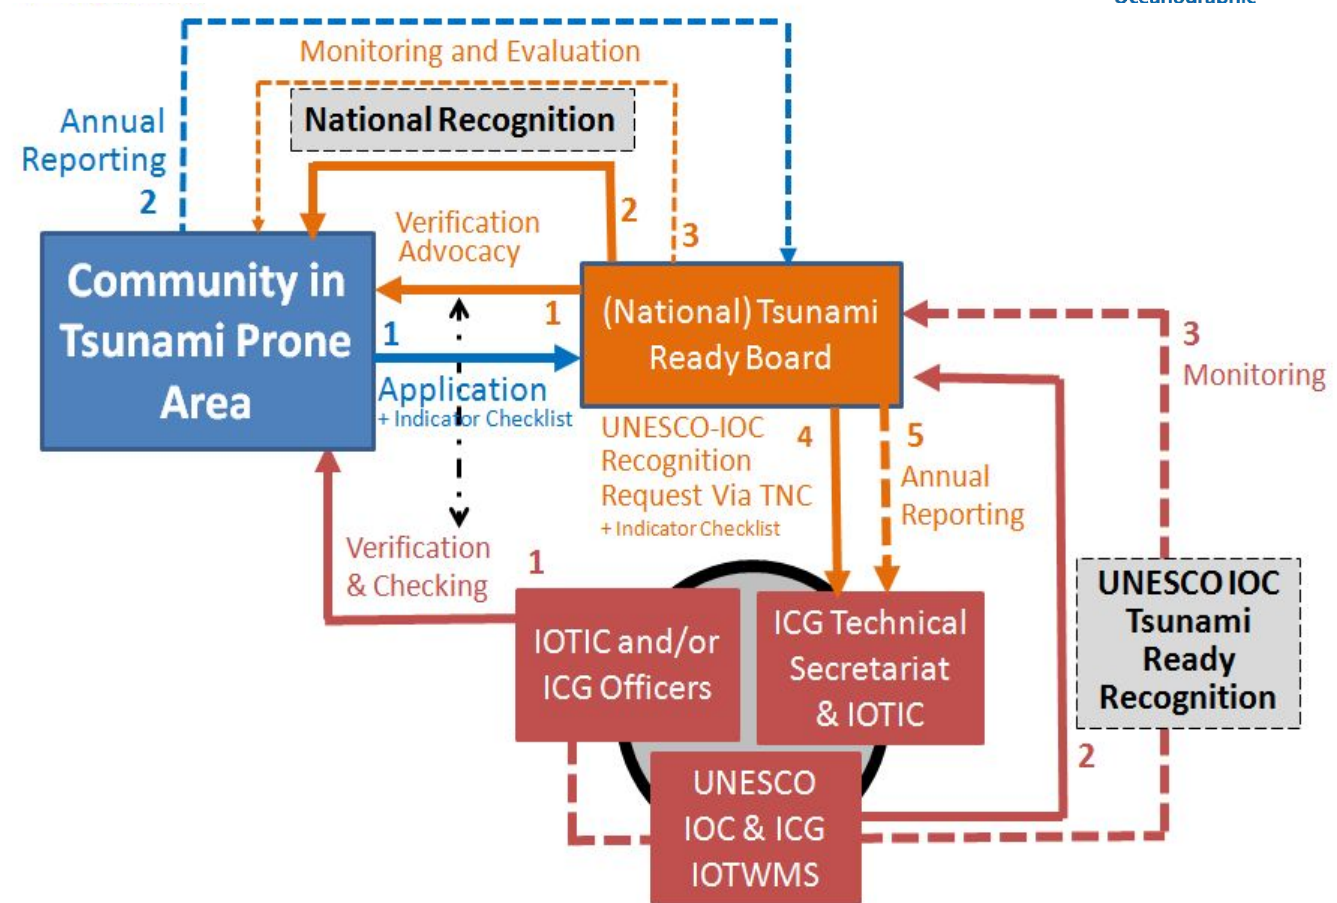 Oceanographic
Monitoring and Evaluation
National Recognition
Annual
Reporting
2
Verification
Advocacy
2
3
Community in
Tsunami Prone
Area
1
1
Application
+ Indicator Checklist
(National) Tsunami
Ready Board
3
Monitoring
UNESCO-IOC
Recognition
Request Via TNC
+ Indicator Checklist
4
5
Annual
Reporting
Verification
& Checking
1
IOTIC and/or
ICG Officers
ICG Technical
Secretariat
& IOTIC
UNESCO IOC
Tsunami
Ready
Recognition
2
UNESCO
IOC & ICG
IOTWMS